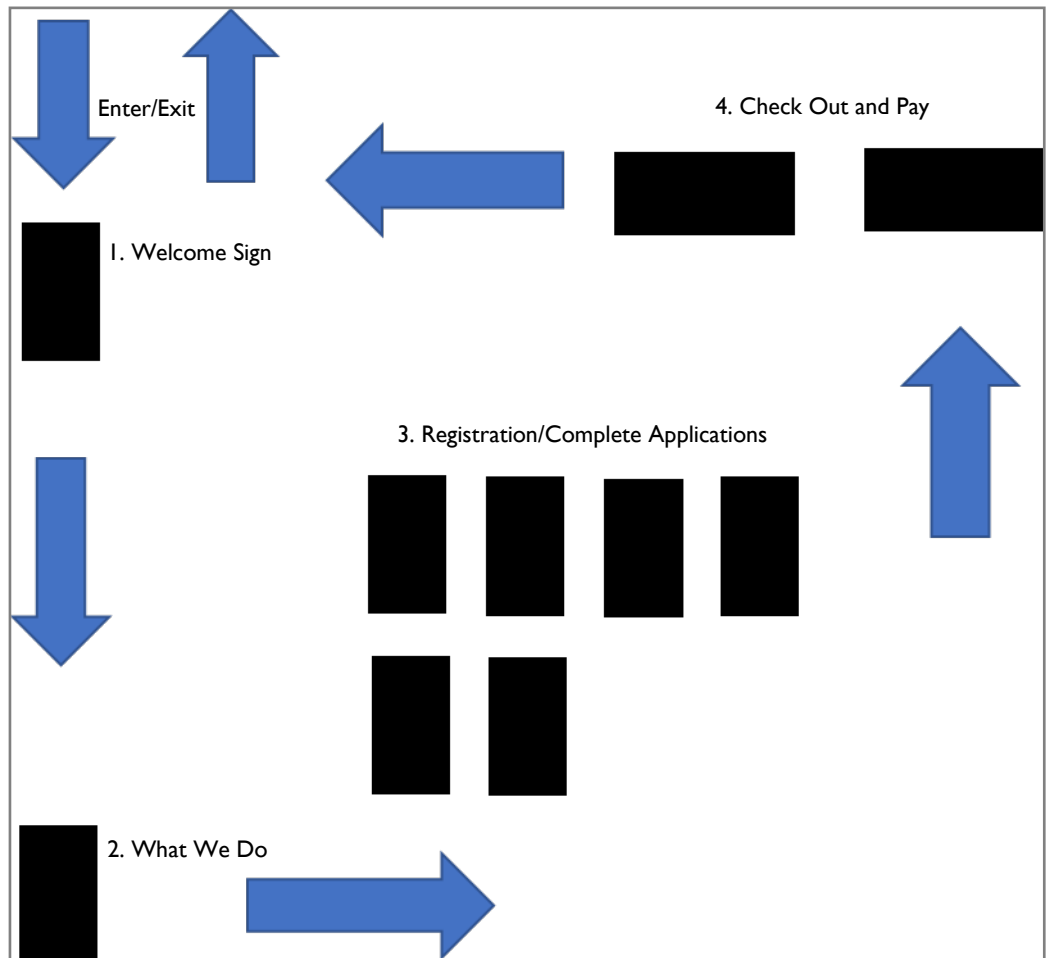 Enter/Exit
4. Check Out and Pay
1. Welcome Sign
3. Registration/Complete Applications
2. What We Do